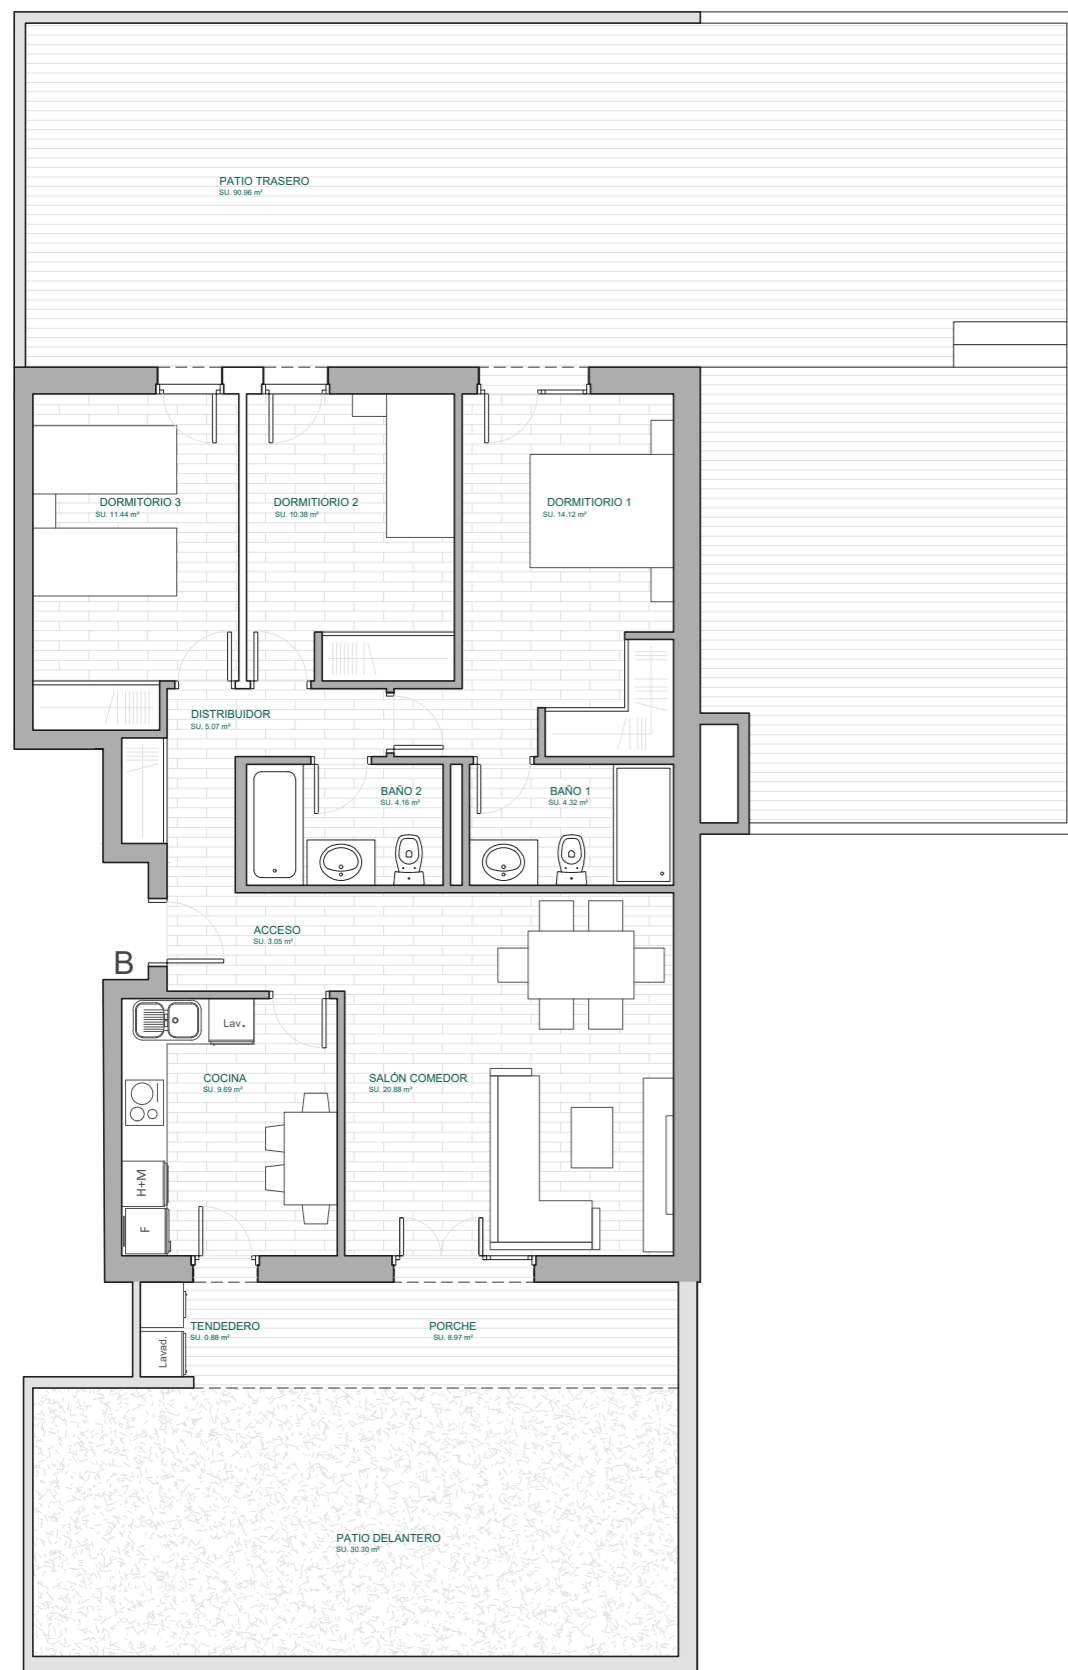 PATIO TRASERO
SU. 90.96 m²
DORMITORIO 3
SU. 11.44 m²
DORMITIORIO 2
SU. 10.38 m²
DORMITIORIO 1
SU. 14.12 m²
DISTRIBUIDOR
SU. 5.07 m²
BAÑO 2
SU. 4.16 m²
BAÑO 1
SU. 4.32 m²
ACCESO
SU. 3.05 m²
B
Lav.
COCINA
SU. 9.69 m²
SALÓN COMEDOR
SU. 20.88 m²
H+M
F
TENDEDERO
SU. 0.88 m²
PORCHE
SU. 8.97 m²
Lavad.
PATIO DELANTERO
SU. 30.30 m²